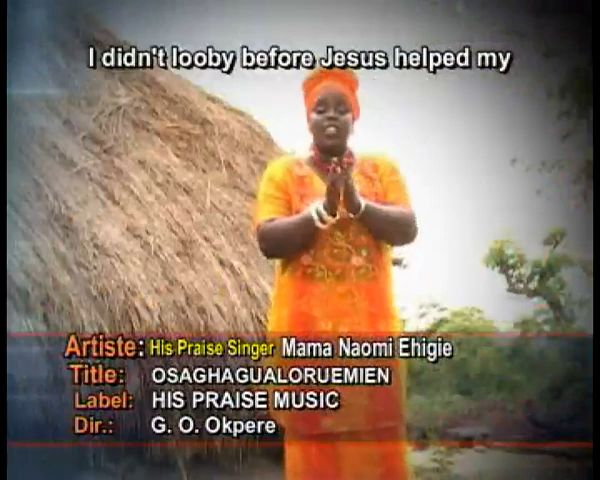 I didn't looby before Jesus helped my
Artiste: His Praise Singer Mama Naomi Ehigie
Title: OSAGHAGUALORUEMIEN
Label: HIS PRAISE MUSIC
Dir.: G. O. Okpere